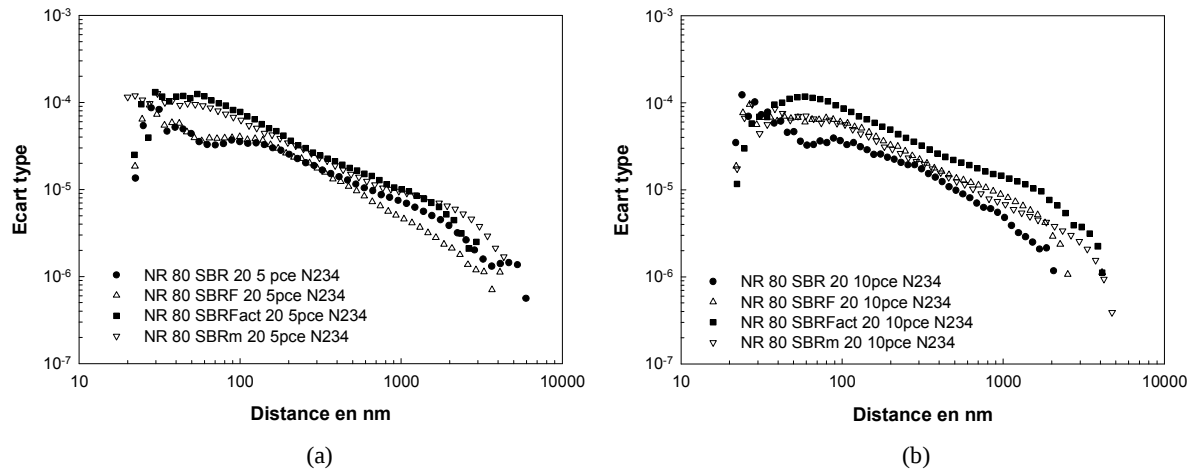 10⁻³
10⁻⁴
10⁻⁵
10⁻⁶
10⁻⁷
Ecart type
NR 80 SBR 20 5 pce N234
NR 80 SBRF 20 5pce N234
NR 80 SBRFact 20 5pce N234
NR 80 SBRm 20 5pce N234
10 100 1000 10000
Distance en nm
(a)
10⁻³
10⁻⁴
10⁻⁵
10⁻⁶
10⁻⁷
Ecart type
NR 80 SBR 20 10pce N234
NR 80 SBRF 20 10pce N234
NR 80 SBRFact 20 10pce N234
NR 80 SBRm 20 10pce N234
10 100 1000 10000
Distance en nm
(b)